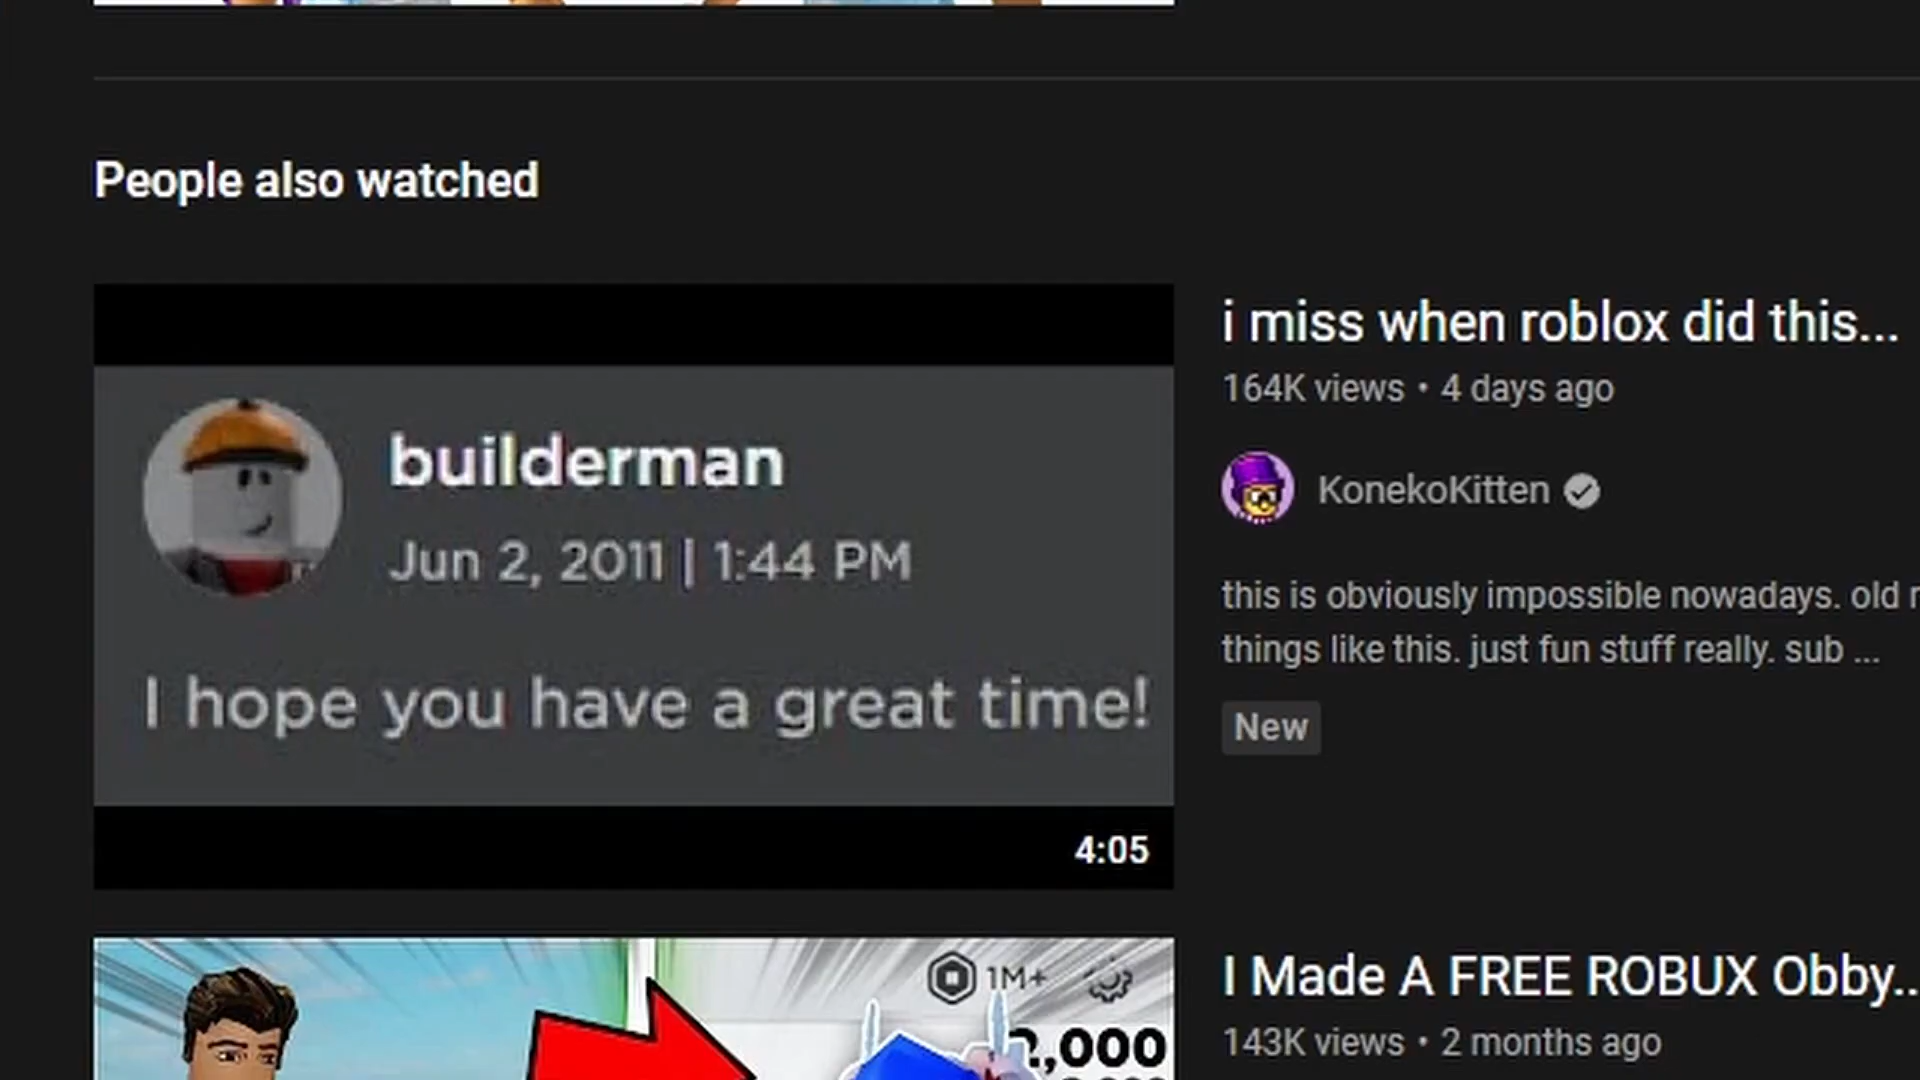 People also watched
builderman
Jun 2, 2011 | 1:44 PM
I hope you have a great time!
4:05
i miss when roblox did this...
164K views • 4 days ago
KonekoKitten
this is obviously impossible nowadays. old
things like this. just fun stuff really. sub ...
New
1M+
,000
I Made A FREE ROBUX Obby..
143K views • 2 months ago